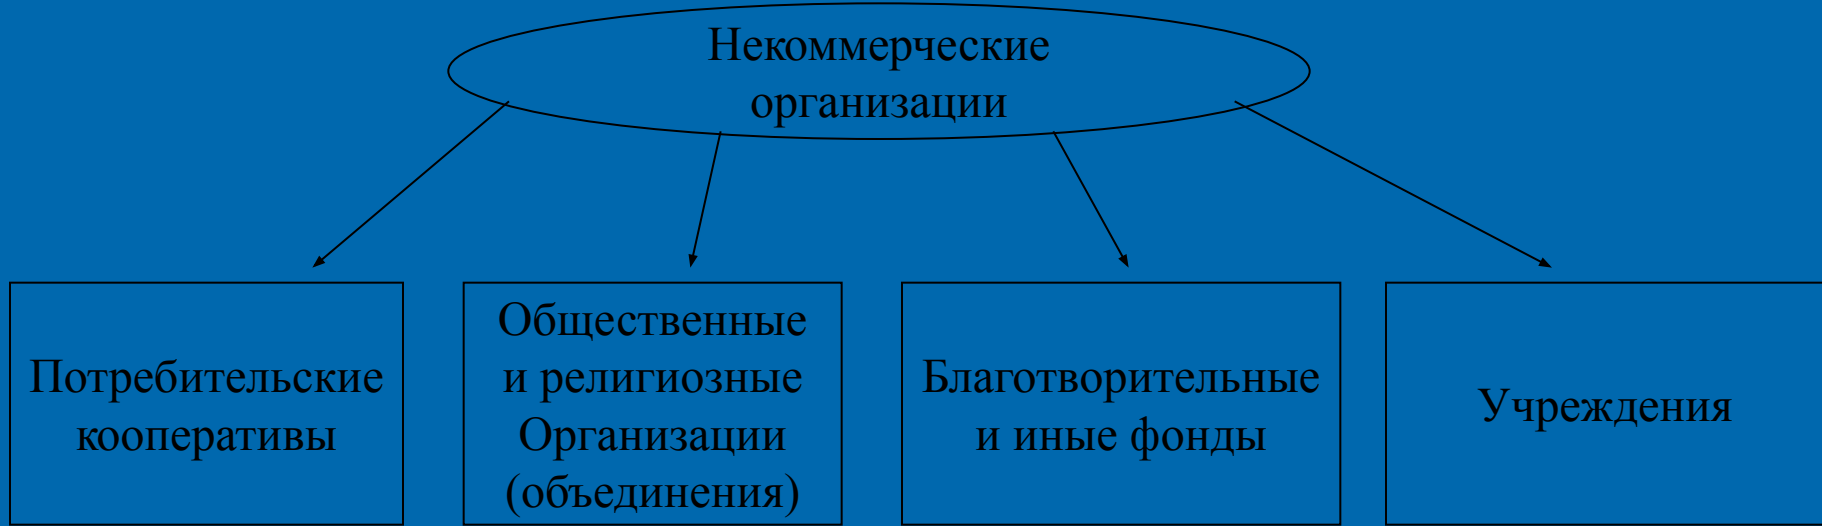 Некоммерческие
организации
Потребительские
кооперативы
Общественные
и религиозные
Организации
(объединения)
Благотворительные
и иные фонды
Учреждения